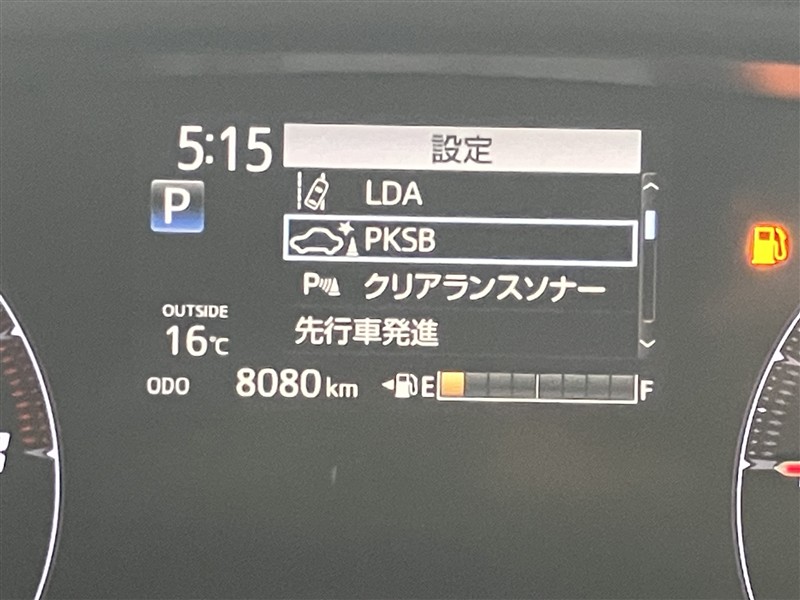 5:15
設定
LDA
P
PKSB
P クリアランスソナー
OUTSIDE
16℃
先行車発進
ODO 8080 km E F